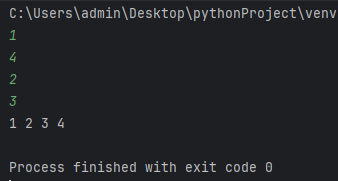 C:\Users\admin\Desktop\pythonProject\venv
1
4
2
3
1 2 3 4
Process finished with exit code 0